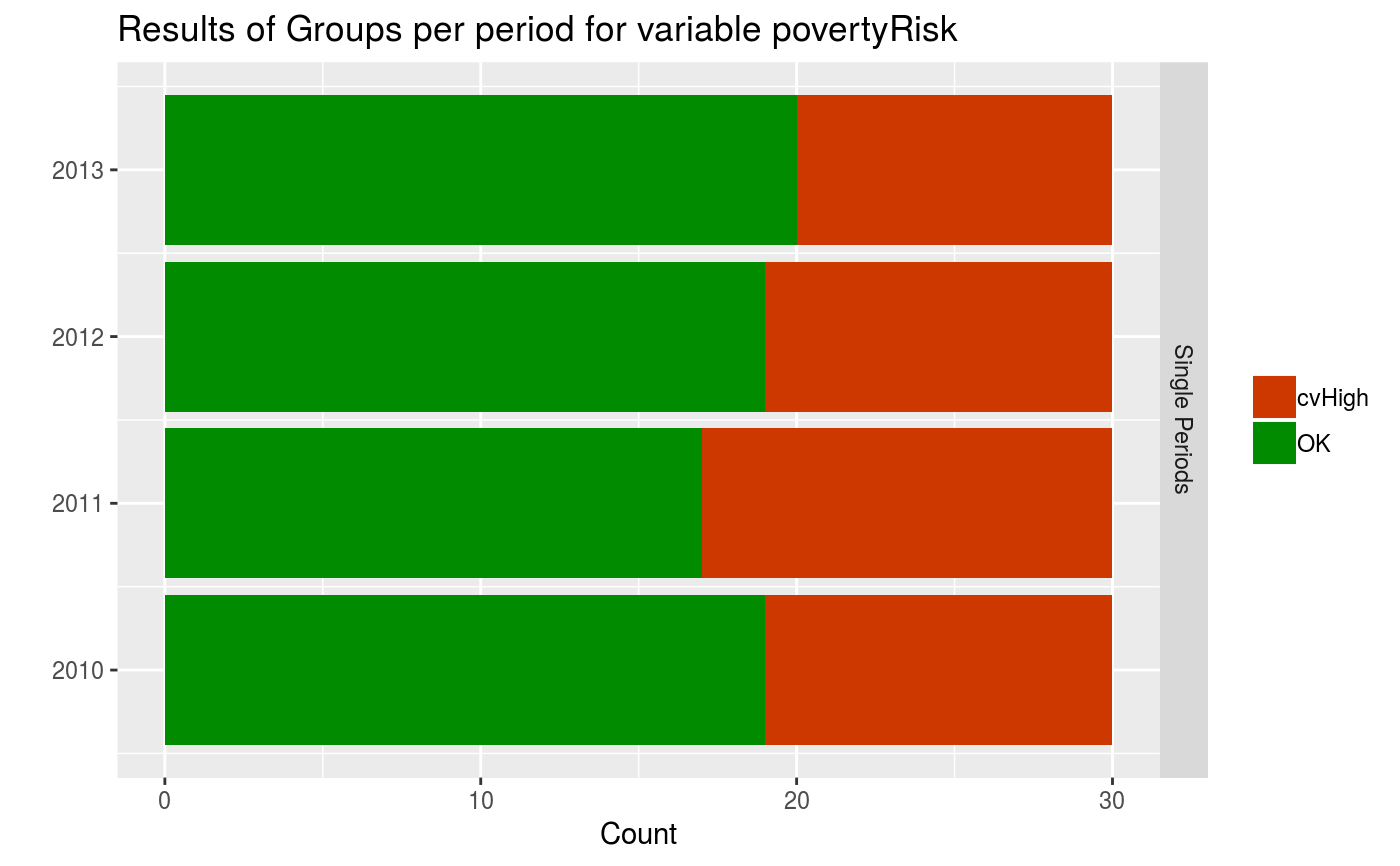 Results of Groups per period for variable povertyRisk
2013
2012
2011
2010
0 10 20 30
Count
Single Periods
cvHigh
OK